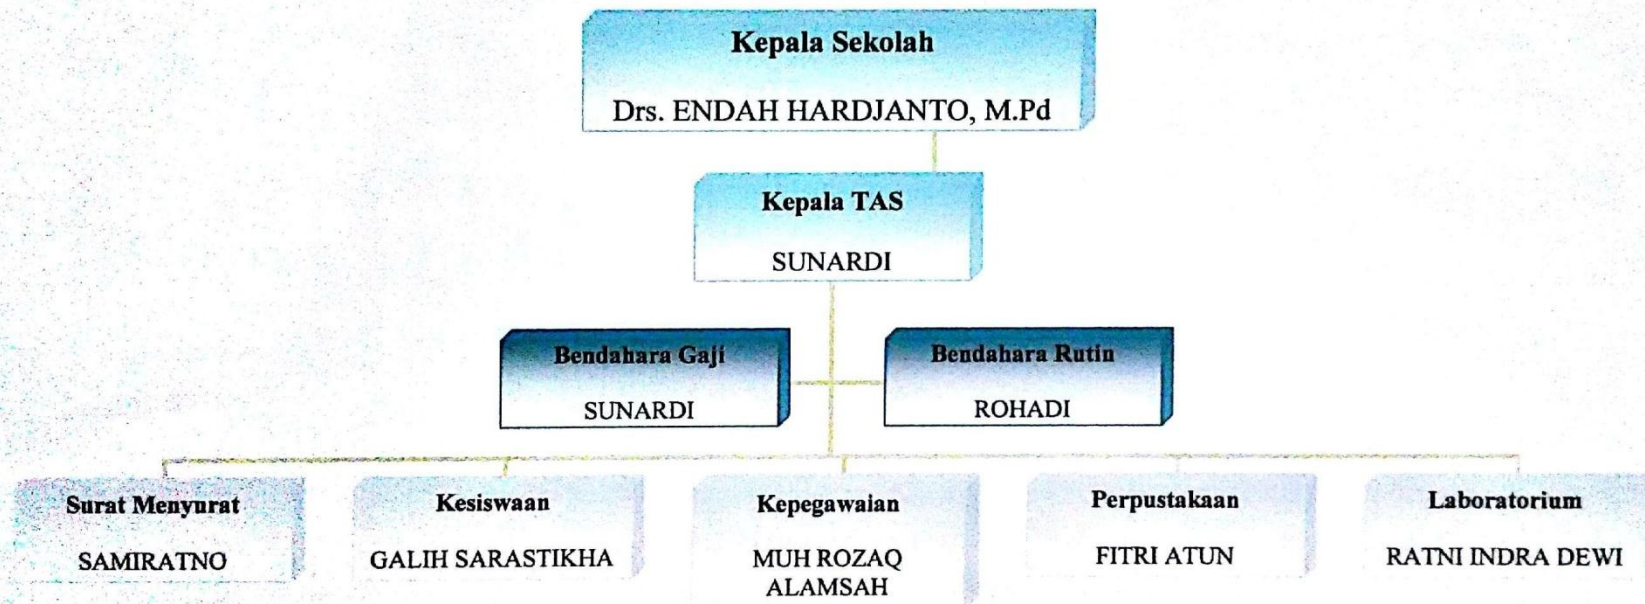 Kepala Sekolah
Drs. ENDAH HARDJANTO, M.Pd
Kepala TAS
SUNARDI
Bendahara Gaji
SUNARDI
Bendahara Rutin
ROHADI
Surat Menyurat
SAMIRATNO
Kesiswaan
GALIH SARASTIKHA
Kepegawaian
MUH ROZAQ
ALAMSAH
Perpustakaan
FITRI ATUN
Laboratorium
RATNI INDRA DEWI